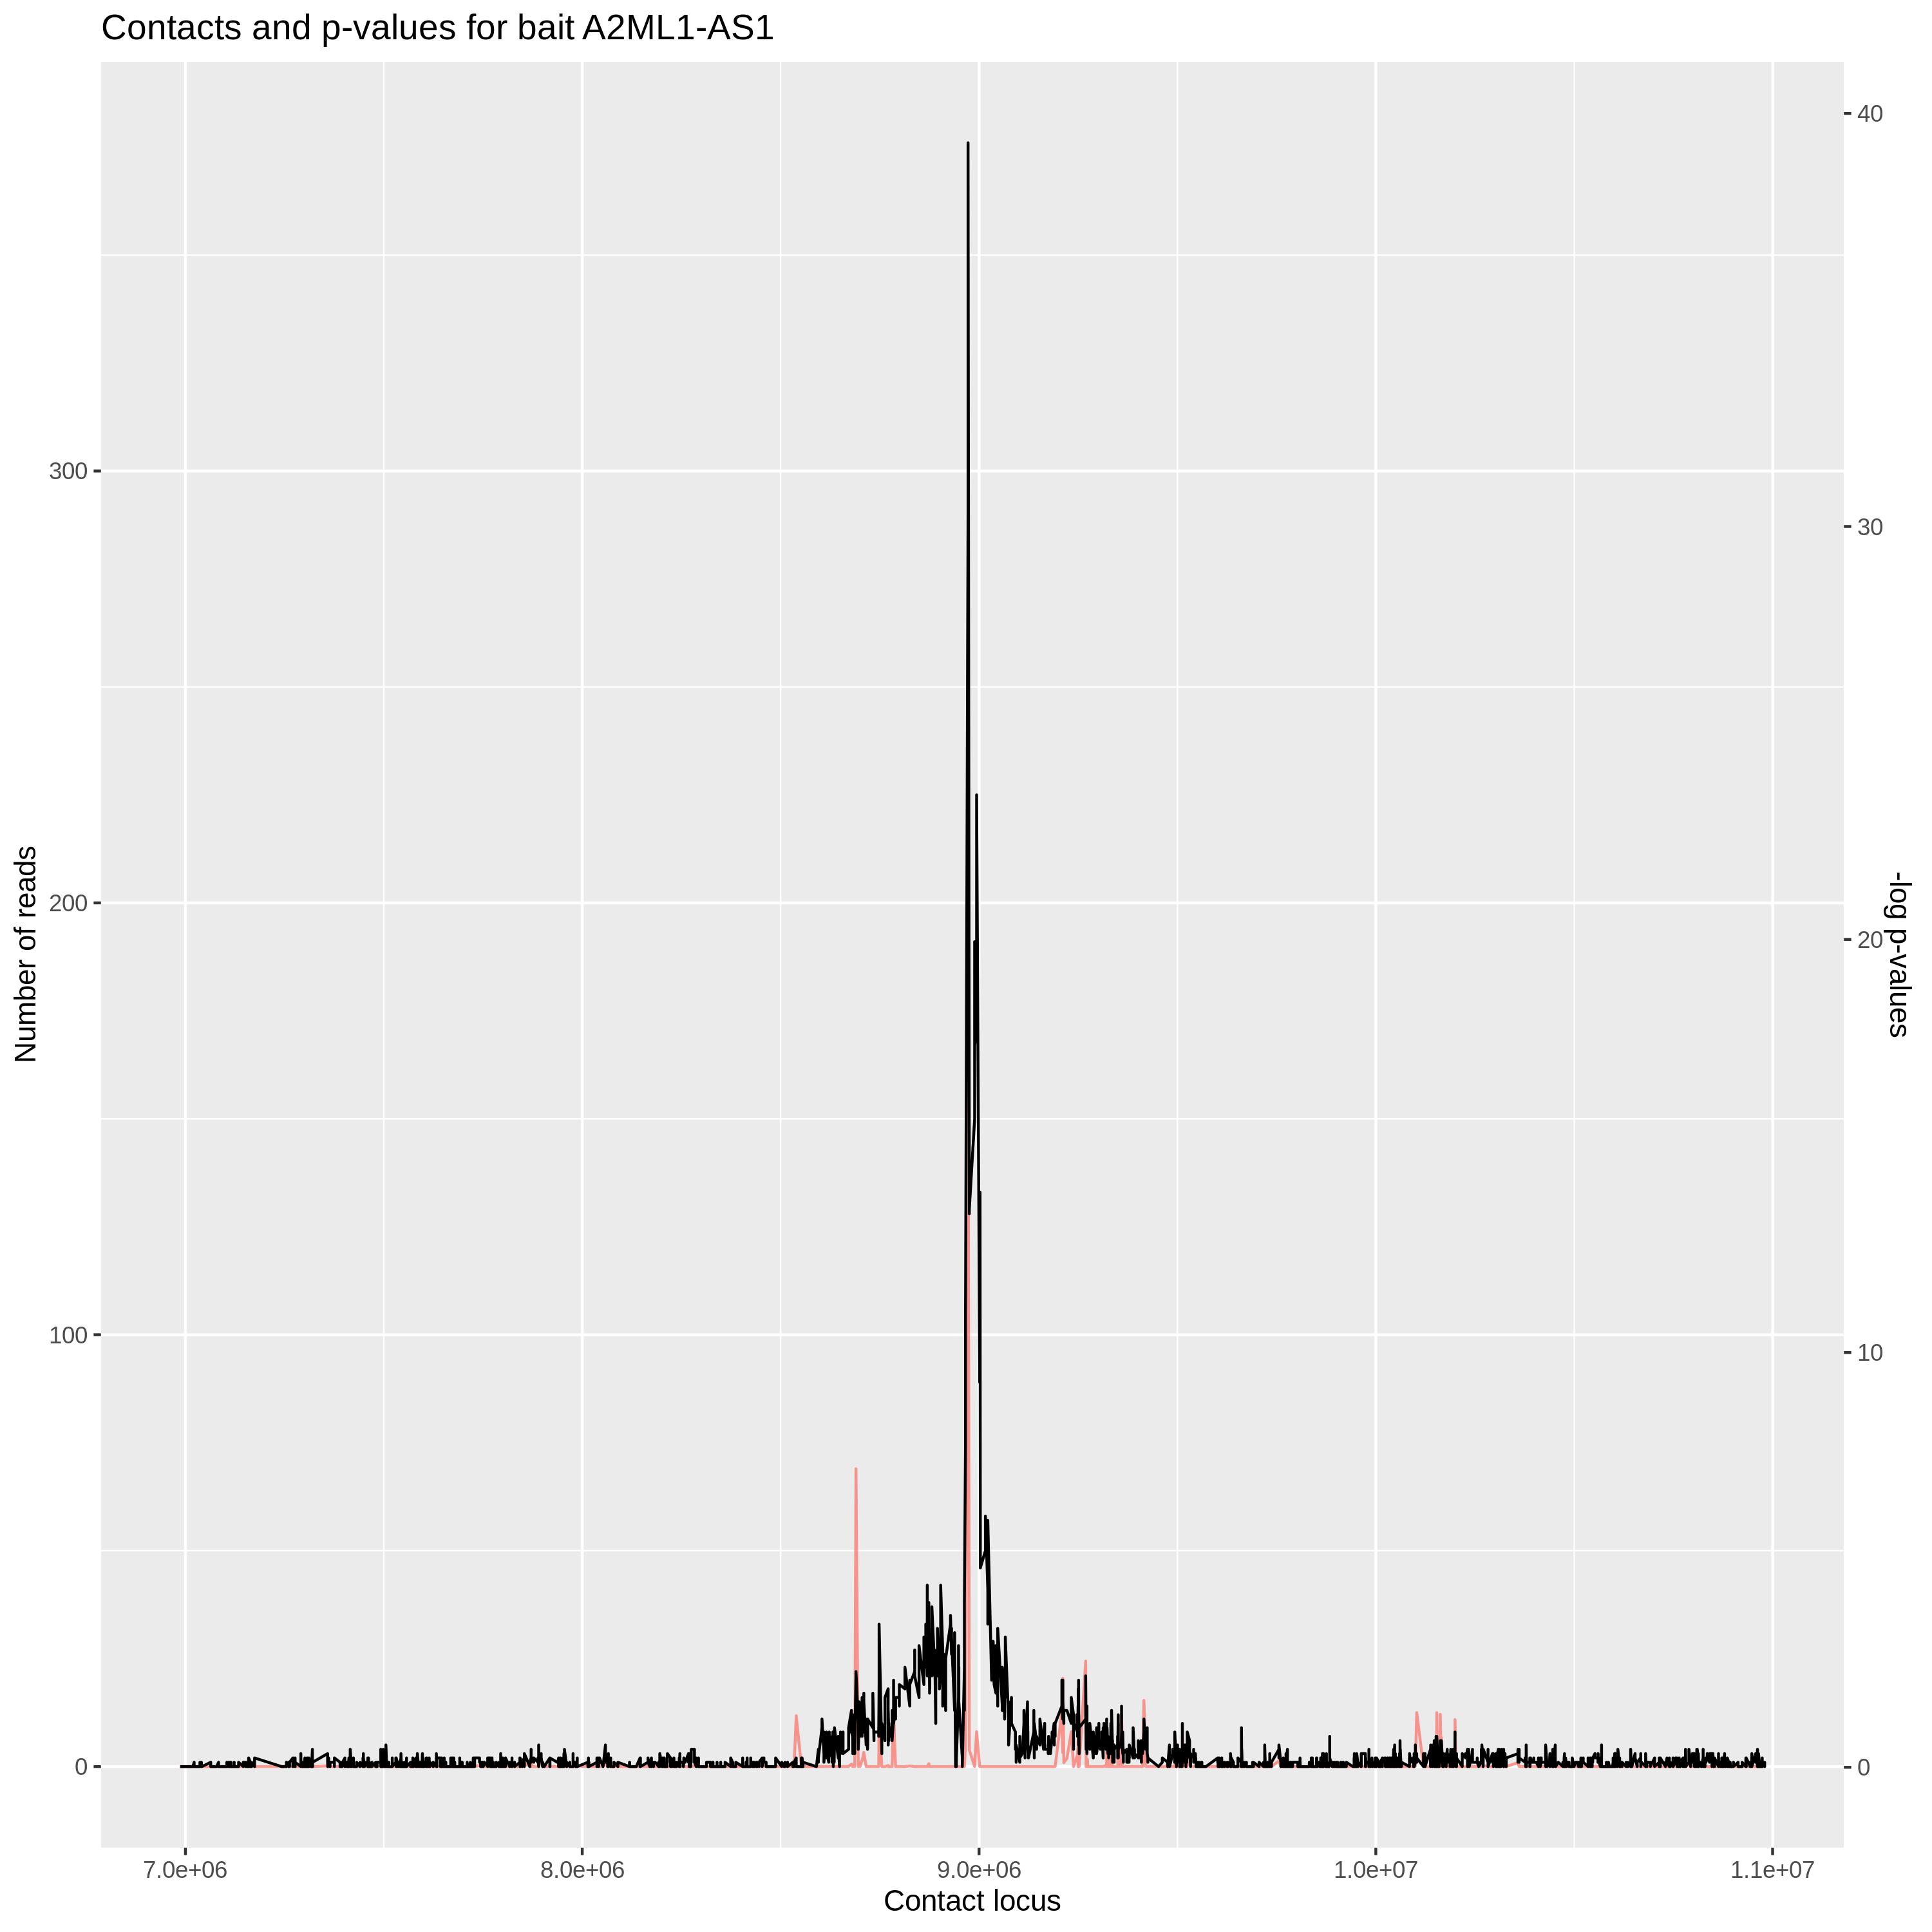 Contacts and p-values for bait A2ML1-AS1
Number of reads
300
200
100
0
40
30
20
10
0
-log p-values
7.0e+06
8.0e+06
9.0e+06
1.0e+07
1.1e+07
Contact locus